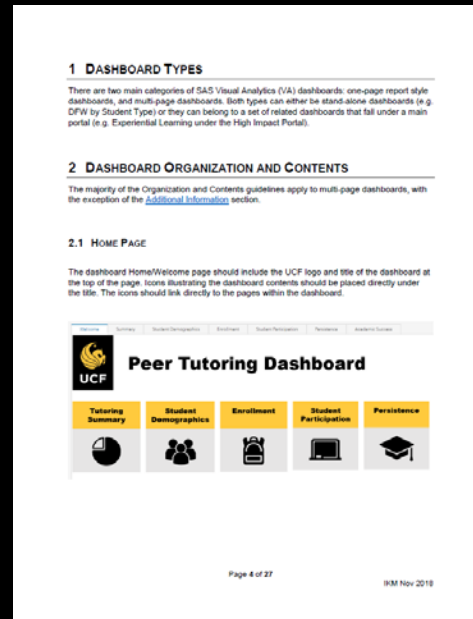 1 DASHBOARD TYPES
There are two main categories of SAS Visual Analytics (VA) dashboards: one-page report style
dashboards, and multi-page dashboards. Both types can either be stand-alone dashboards (e.g.
DFW by Student Type) or they can belong to a set of related dashboards that fall under a main
portal (e.g. Experiential Learning under the High Impact Portal).
2 DASHBOARD ORGANIZATION AND CONTENTS
The majority of the Organization and Contents guidelines apply to multi-page dashboards, with
the exception of the Additional Information section.
2.1 HOME PAGE
The dashboard Home/Welcome page should include the UCF logo and title of the dashboard at
the top of the page. Icons illustrating the dashboard contents should be placed directly under
the title. The icons should link directly to the pages within the dashboard.
Welcome Summary Student Demographics Enrollment Student Participation Persistence Academic Success
UCF
Peer Tutoring Dashboard
Tutoring Summary
Student Demographics
Enrollment
Student Participation
Persistence
Page 4 of 27
IKM Nov 2018